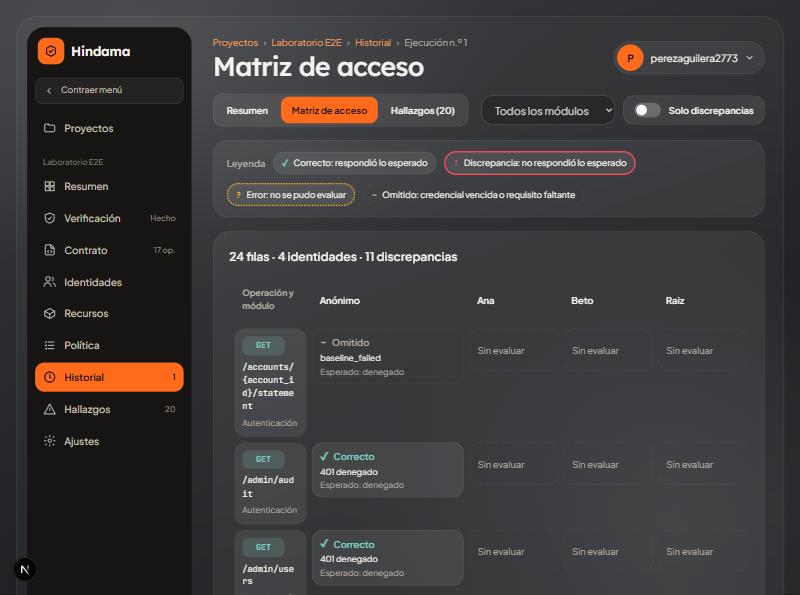 Hindama
Contraer menú
Proyectos
Laboratorio E2E
Resumen
Verificación Hecho
Contrato 17 op.
Identidades
Recursos
Política
Historial 1
Hallazgos 20
Ajustes
N
Proyectos › Laboratorio E2E › Historial › Ejecución n.º 1
Matriz de acceso
P perezaguilera2773
Resumen Matriz de acceso Hallazgos (20) Todos los módulos Solo discrepancias
Leyenda ✓ Correcto: respondió lo esperado ! Discrepancia: no respondió lo esperado
? Error: no se pudo evaluar – Omitido: credencial vencida o requisito faltante
24 filas · 4 identidades · 11 discrepancias
Operación y
módulo
Anónimo Ana Beto Raíz
GET
/accounts/
{account_i
d}/stateme
nt
Autenticación
– Omitido
baseline_failed
Esperado: denegado
Sin evaluar Sin evaluar Sin evaluar
GET
/admin/aud
it
Autenticación
✓ Correcto
401 denegado
Esperado: denegado
Sin evaluar Sin evaluar Sin evaluar
GET
/admin/use
rs
✓ Correcto
401 denegado
Esperado: denegado
Sin evaluar Sin evaluar Sin evaluar